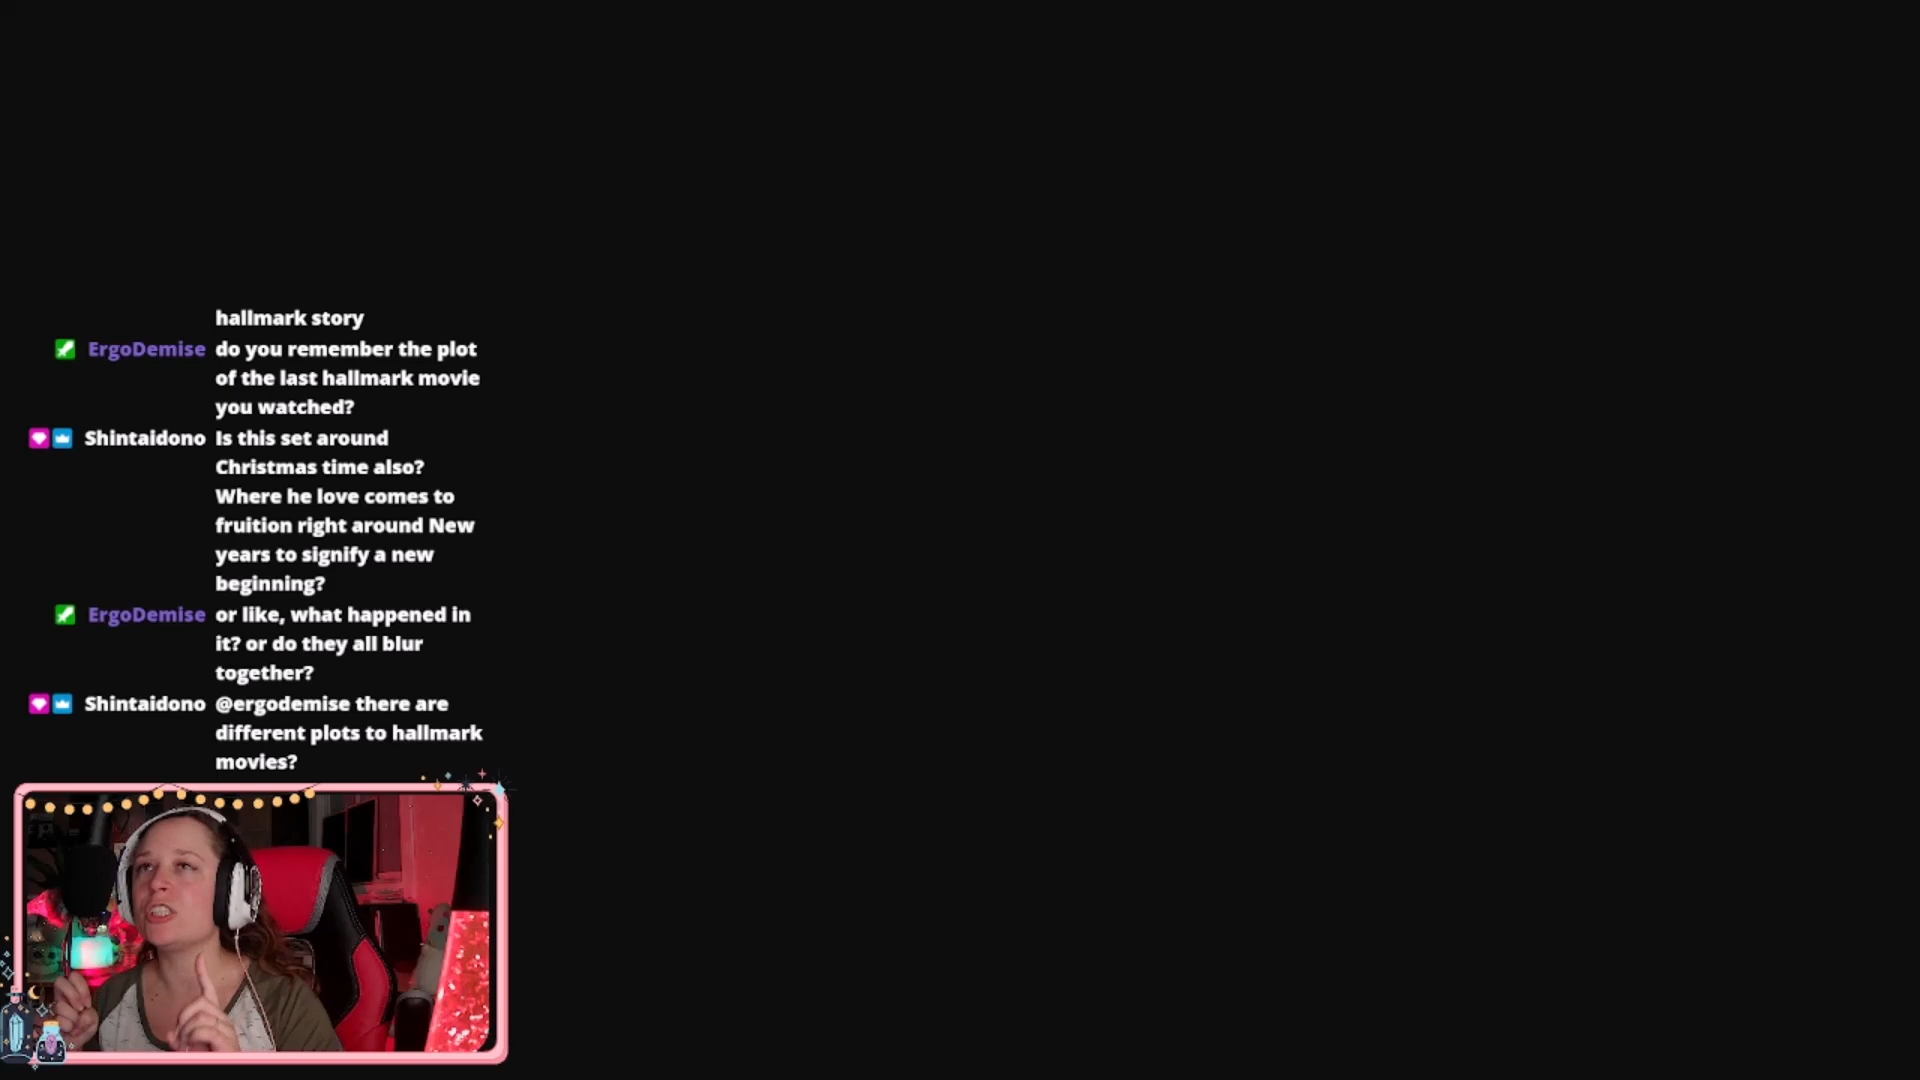 hallmark story
ErgoDemise do you remember the plot
of the last hallmark movie
you watched?
Shintaidono Is this set around
Christmas time also?
Where he love comes to
fruition right around New
years to signify a new
beginning?
ErgoDemise or like, what happened in
it? or do they all blur
together?
Shintaidono @ergodemise there are
different plots to hallmark
movies?